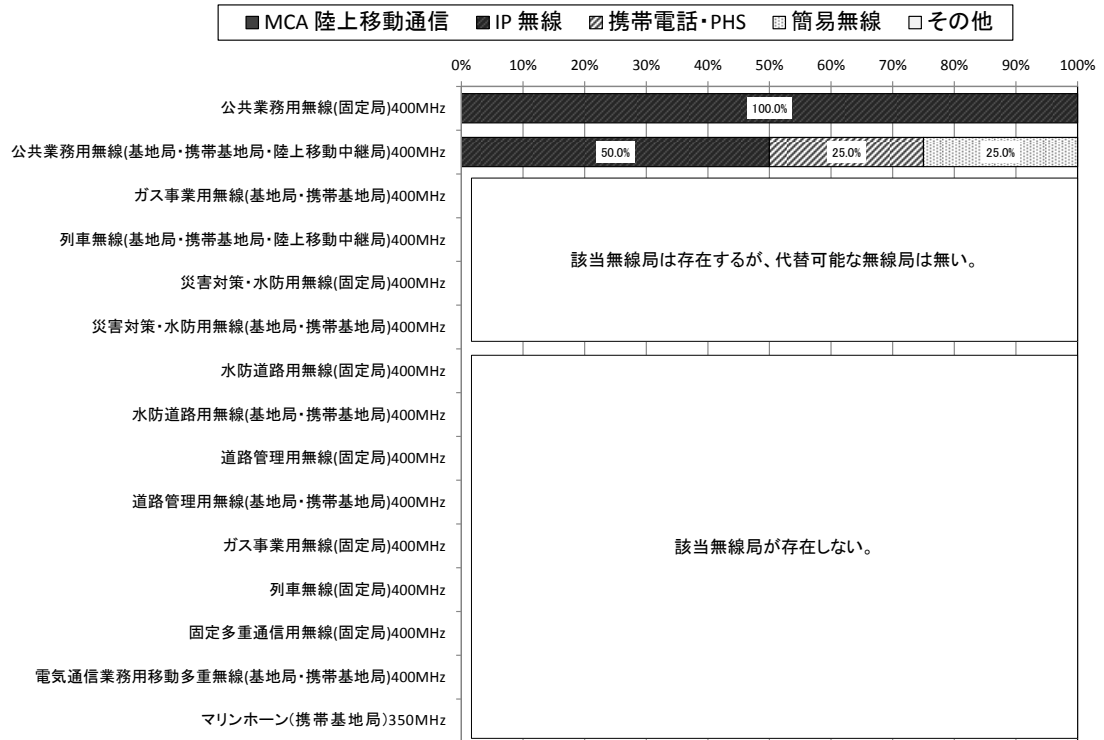 MCA 陸上移動通信 IP 無線 携帯電話・PHS 簡易無線 その他
0% 10% 20% 30% 40% 50% 60% 70% 80% 90% 100%
公共業務用無線(固定局)400MHz 100.0%
公共業務用無線(基地局・携帯基地局・陸上移動中継局)400MHz 50.0% 25.0% 25.0%
ガス事業用無線(基地局・携帯基地局)400MHz
列車無線(基地局・携帯基地局・陸上移動中継局)400MHz
該当無線局は存在するが、代替可能な無線局は無い。
災害対策・水防用無線(固定局)400MHz
災害対策・水防用無線(基地局・携帯基地局)400MHz
水防道路用無線(固定局)400MHz
水防道路用無線(基地局・携帯基地局)400MHz
道路管理用無線(固定局)400MHz
道路管理用無線(基地局・携帯基地局)400MHz
ガス事業用無線(固定局)400MHz
該当無線局が存在しない。
列車無線(固定局)400MHz
固定多重通信用無線(固定局)400MHz
電気通信業務用移動多重無線(基地局・携帯基地局)400MHz
マリンホーン(携帯基地局)350MHz